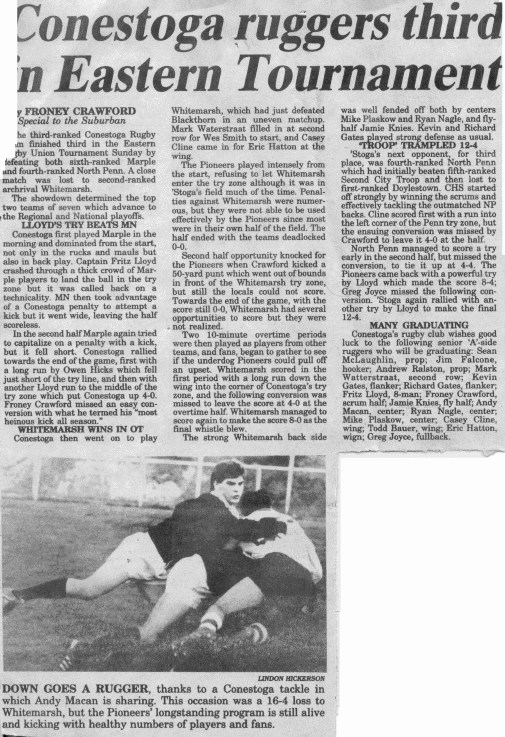 Conestoga ruggers third
in Eastern Tournament
y FRONEY CRAWFORD
Special to the Suburban
he third-ranked Conestoga Rugby
m finished third in the Eastern
gby Union Tournament Sunday by
defeating both sixth-ranked Marple
and fourth-ranked North Penn. A close
match was lost to second-ranked
archrival Whitemarsh.
The showdown determined the top
two teams of seven which advance to
the Regional and National playoffs.
LLOYD'S TRY BEATS MN
Conestoga first played Marple in the
morning and dominated from the start,
not only in the rucks and mauls but
also in back play. Captain Fritz Lloyd
crashed through a thick crowd of Mar-
ple players to land the ball in the try
zone but it was called back on a
technicality. MN then took advantage
of a Conestoga penalty to attempt a
kick but it went wide, leaving the half
scoreless.
In the second half Marple again tried
to capitalize on a penalty with a kick,
but it fell short. Conestoga rallied
towards the end of the game, first with
a long run by Owen Hicks which fell
just short of the try line, and then with
another Lloyd run to the middle of the
try zone which put Conestoga up 4-0.
Froney Crawford missed an easy con-
version with what he termed his "most
heinous kick all season."
WHITEMARSH WINS IN OT
Conestoga then went on to play
Whitemarsh, which had just defeated
Blackthorn in an uneven matchup.
Mark Waterstraat filled in at second
row for Wes Smith to start, and Casey
Cline came in for Eric Hatton at the
wing.
The Pioneers played intensely from
the start, refusing to let Whitemarsh
enter the try zone although it was in
'Stoga's field much of the time. Penal-
ties against Whitemarsh were numer-
ous, but they were not able to be used
effectively by the Pioneers since most
were in their own half of the field. The
half ended with the teams deadlocked
0-0.
Second half opportunity knocked for
the Pioneers when Crawford kicked a
50-yard punt which went out of bounds
in front of the Whitemarsh try zone,
but still the locals could not score.
Towards the end of the game, with the
score still 0-0, Whitemarsh had several
opportunities to score but they were
not realized.
Two 10-minute overtime periods
were then played as players from other
teams, and fans, began to gather to see
if the underdog Pioneers could pull off
an upset. Whitemarsh scored in the
first period with a long run down the
wing into the corner of Conestoga's try
zone, and the following conversion was
missed to leave the score at 4-0 at the
overtime half. Whitemarsh managed to
score again to make the score 8-0 as the
final whistle blew.
The strong Whitemarsh back side
was well fended off both by centers
Mike Plaskow and Ryan Nagle, and fly-
half Jamie Knies. Kevin and Richard
Gates played strong defense as usual.
'TROOP' TRAMPLED 12-4
'Stoga's next opponent, for third
place, was fourth-ranked North Penn
which had initially beaten fifth-ranked
Second City Troop and then lost to
first-ranked Doylestown. CHS started
off strongly by winning the scrums and
effectively tackling the outmatched NP
backs. Cline scored first with a run into
the left corner of the Penn try zone, but
the ensuing conversion was missed by
Crawford to leave it 4-0 at the half.
North Penn managed to score a try
early in the second half, but missed the
conversion, to tie it up at 4-4. The
Pioneers came back with a powerful try
by Lloyd which made the score 8-4;
Greg Joyce missed the following con-
version. 'Stoga again rallied with an-
other try by Lloyd to make the final
12-4.
MANY GRADUATING
Conestoga's rugby club wishes good
luck to the following senior 'A'-side
ruggers who will be graduating: Sean
McLaughlin, prop; Jim Falcone,
hooker; Andrew Ralston, prop; Mark
Watterstraat, second row; Kevin
Gates, flanker; Richard Gates, flanker;
Fritz Lloyd, 8-man; Froney Crawford,
scrum half; Jamie Knies, fly half; Andy
Macan, center; Ryan Nagle, center;
Mike Plaskow, center; Casey Cline,
wing; Todd Bauer, wing; Eric Hatton,
wign; Greg Joyce, fullback.
LINDON HICKERSON
DOWN GOES A RUGGER, thanks to a Conestoga tackle in
which Andy Macan is sharing. This occasion was a 16-4 loss to
Whitemarsh, but the Pioneers' longstanding program is still alive
and kicking with healthy numbers of players and fans.